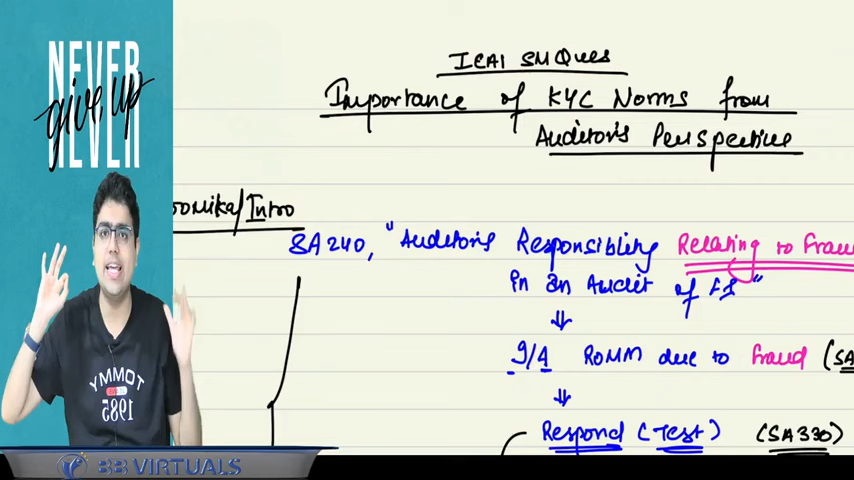 NEVER
give up
NEVER
ICAI SM Ques
Importance of KYC Norms from
Auditor's Perspective
Intro
SA 240, "Auditor's Responsibility Relating to Fraud
in an Audit of FS"
⇓
I/A ROMM due to fraud (SA
⇓
Respond (Test) (SA 330)
TOMMY
1985
BB VIRTUALS